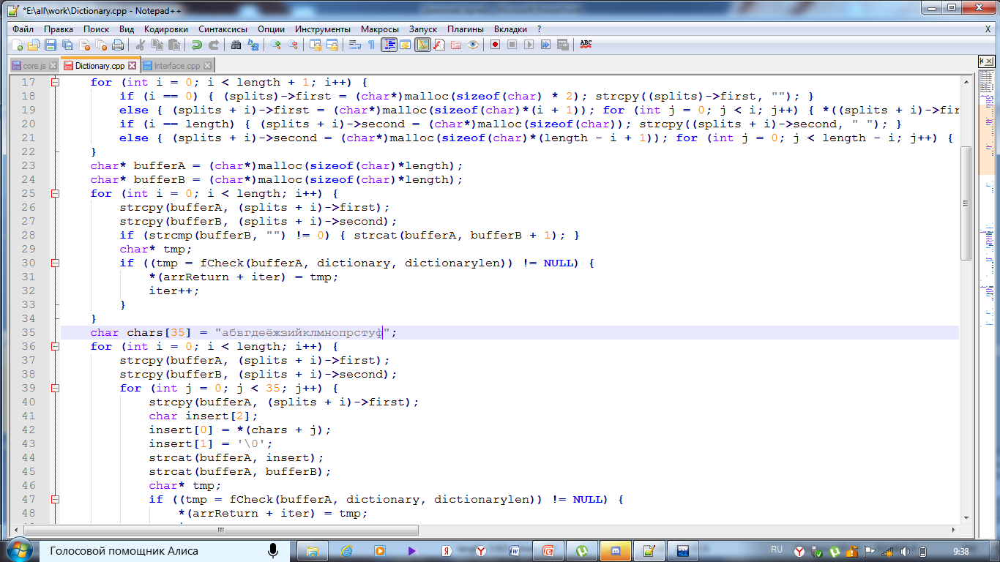 *E:\all\work\Dictionary.cpp - Notepad++
Файл Правка Поиск Вид Кодировки Синтаксисы Опции Инструменты Макросы Запуск Плагины Вкладки ? X
ABC
core.js Dictionary.cpp Interface.cpp
17 for (int i = 0; i < length + 1; i++) {
18 if (i == 0) { (splits)->first = (char*)malloc(sizeof(char) * 2); strcpy((splits)->first, ""); }
19 else { (splits + i)->first = (char*)malloc(sizeof(char)*(i + 1)); for (int j = 0; j < i; j++) { *((splits + i)->fir
20 if (i == length) { (splits + i)->second = (char*)malloc(sizeof(char)); strcpy((splits + i)->second, " "); }
21 else { (splits + i)->second = (char*)malloc(sizeof(char)*(length - i + 1)); for (int j = 0; j < length - i; j++) {
22 }
23 char* bufferA = (char*)malloc(sizeof(char)*length);
24 char* bufferB = (char*)malloc(sizeof(char)*length);
25 for (int i = 0; i < length; i++) {
26 strcpy(bufferA, (splits + i)->first);
27 strcpy(bufferB, (splits + i)->second);
28 if (strcmp(bufferB, "") != 0) { strcat(bufferA, bufferB + 1); }
29 char* tmp;
30 if ((tmp = fCheck(bufferA, dictionary, dictionarylen)) != NULL) {
31 *(arrReturn + iter) = tmp;
32 iter++;
33 }
34 }
35 char chars[35] = "абвгдеёжзийклмнопрстуф";
36 for (int i = 0; i < length; i++) {
37 strcpy(bufferA, (splits + i)->first);
38 strcpy(bufferB, (splits + i)->second);
39 for (int j = 0; j < 35; j++) {
40 strcpy(bufferA, (splits + i)->first);
41 char insert[2];
42 insert[0] = *(chars + j);
43 insert[1] = '\0';
44 strcat(bufferA, insert);
45 strcat(bufferA, bufferB);
46 char* tmp;
47 if ((tmp = fCheck(bufferA, dictionary, dictionarylen)) != NULL) {
48 *(arrReturn + iter) = tmp;
Голосовой помощник Алиса RU 9:38